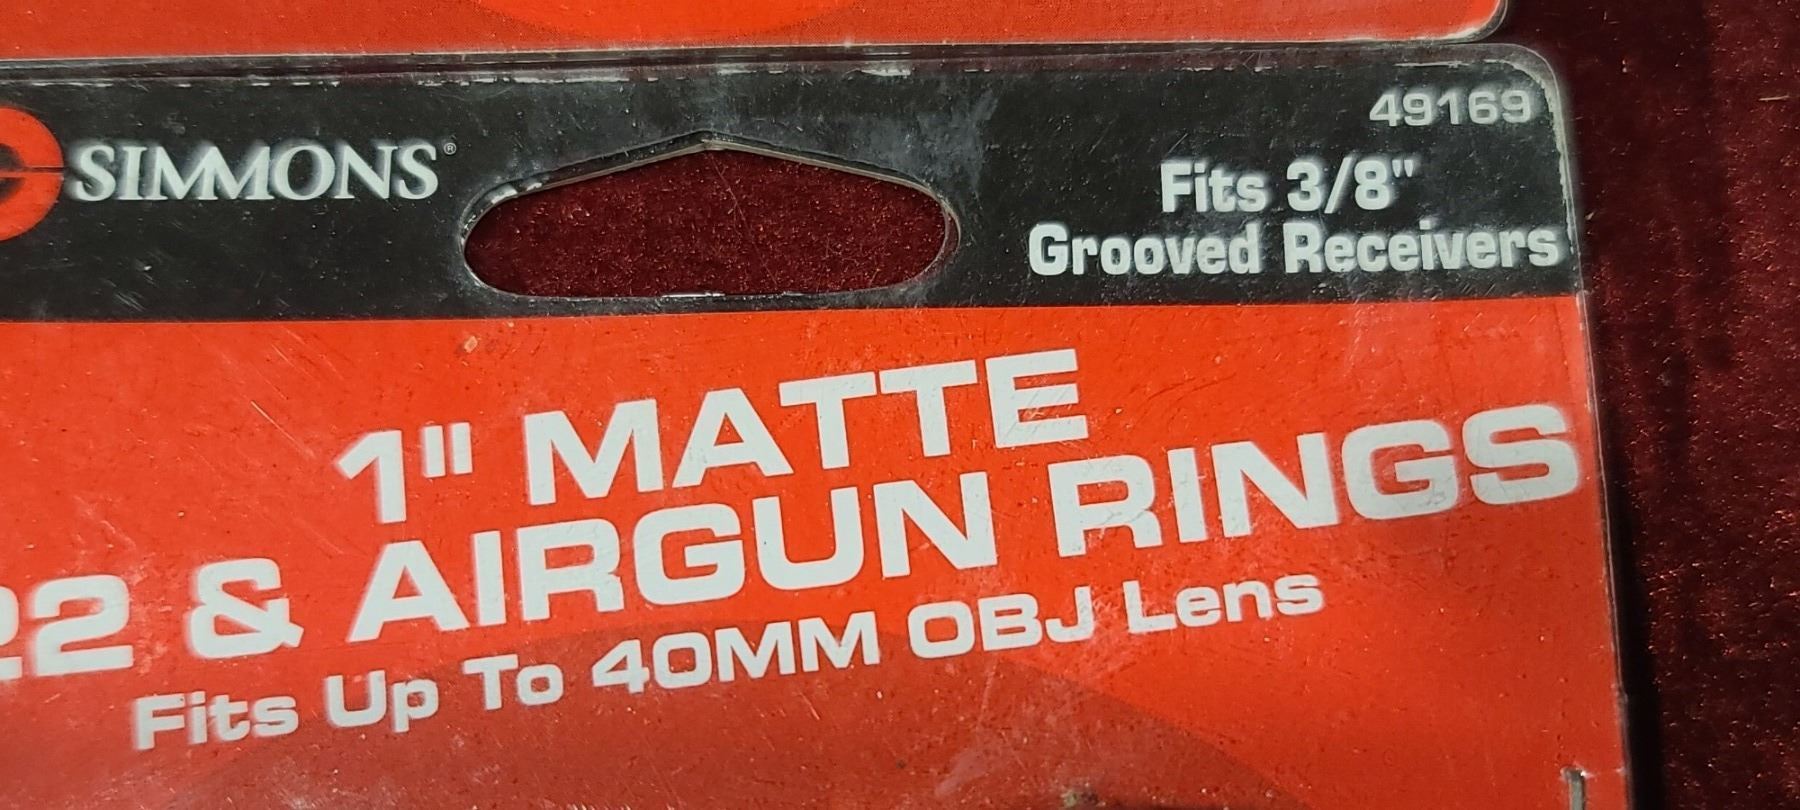 SIMMONS®
49169
Fits 3/8"
Grooved Receivers
1" MATTE
22 & AIRGUN RINGS
Fits Up To 40MM OBJ Lens